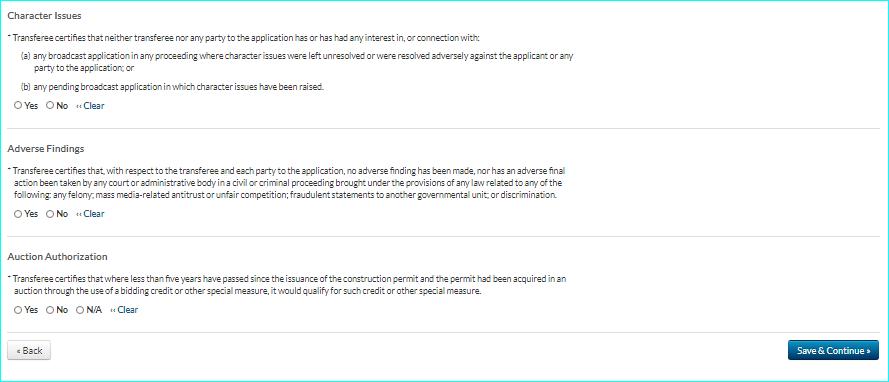 Character Issues
* Transferee certifies that neither transferee nor any party to the application has or has had any interest in, or connection with:
(a) any broadcast application in any proceeding where character issues were left unresolved or were resolved adversely against the applicant or any
party to the application; or
(b) any pending broadcast application in which character issues have been raised.
Yes No ‹‹ Clear
Adverse Findings
* Transferee certifies that, with respect to the transferee and each party to the application, no adverse finding has been made, nor has an adverse final
action been taken by any court or administrative body in a civil or criminal proceeding brought under the provisions of any law related to any of the
following: any felony; mass media-related antitrust or unfair competition; fraudulent statements to another governmental unit; or discrimination.
Yes No ‹‹ Clear
Auction Authorization
* Transferee certifies that where less than five years have passed since the issuance of the construction permit and the permit had been acquired in an
auction through the use of a bidding credit or other special measure, it would qualify for such credit or other special measure.
Yes No N/A ‹‹ Clear
« Back
Save & Continue »